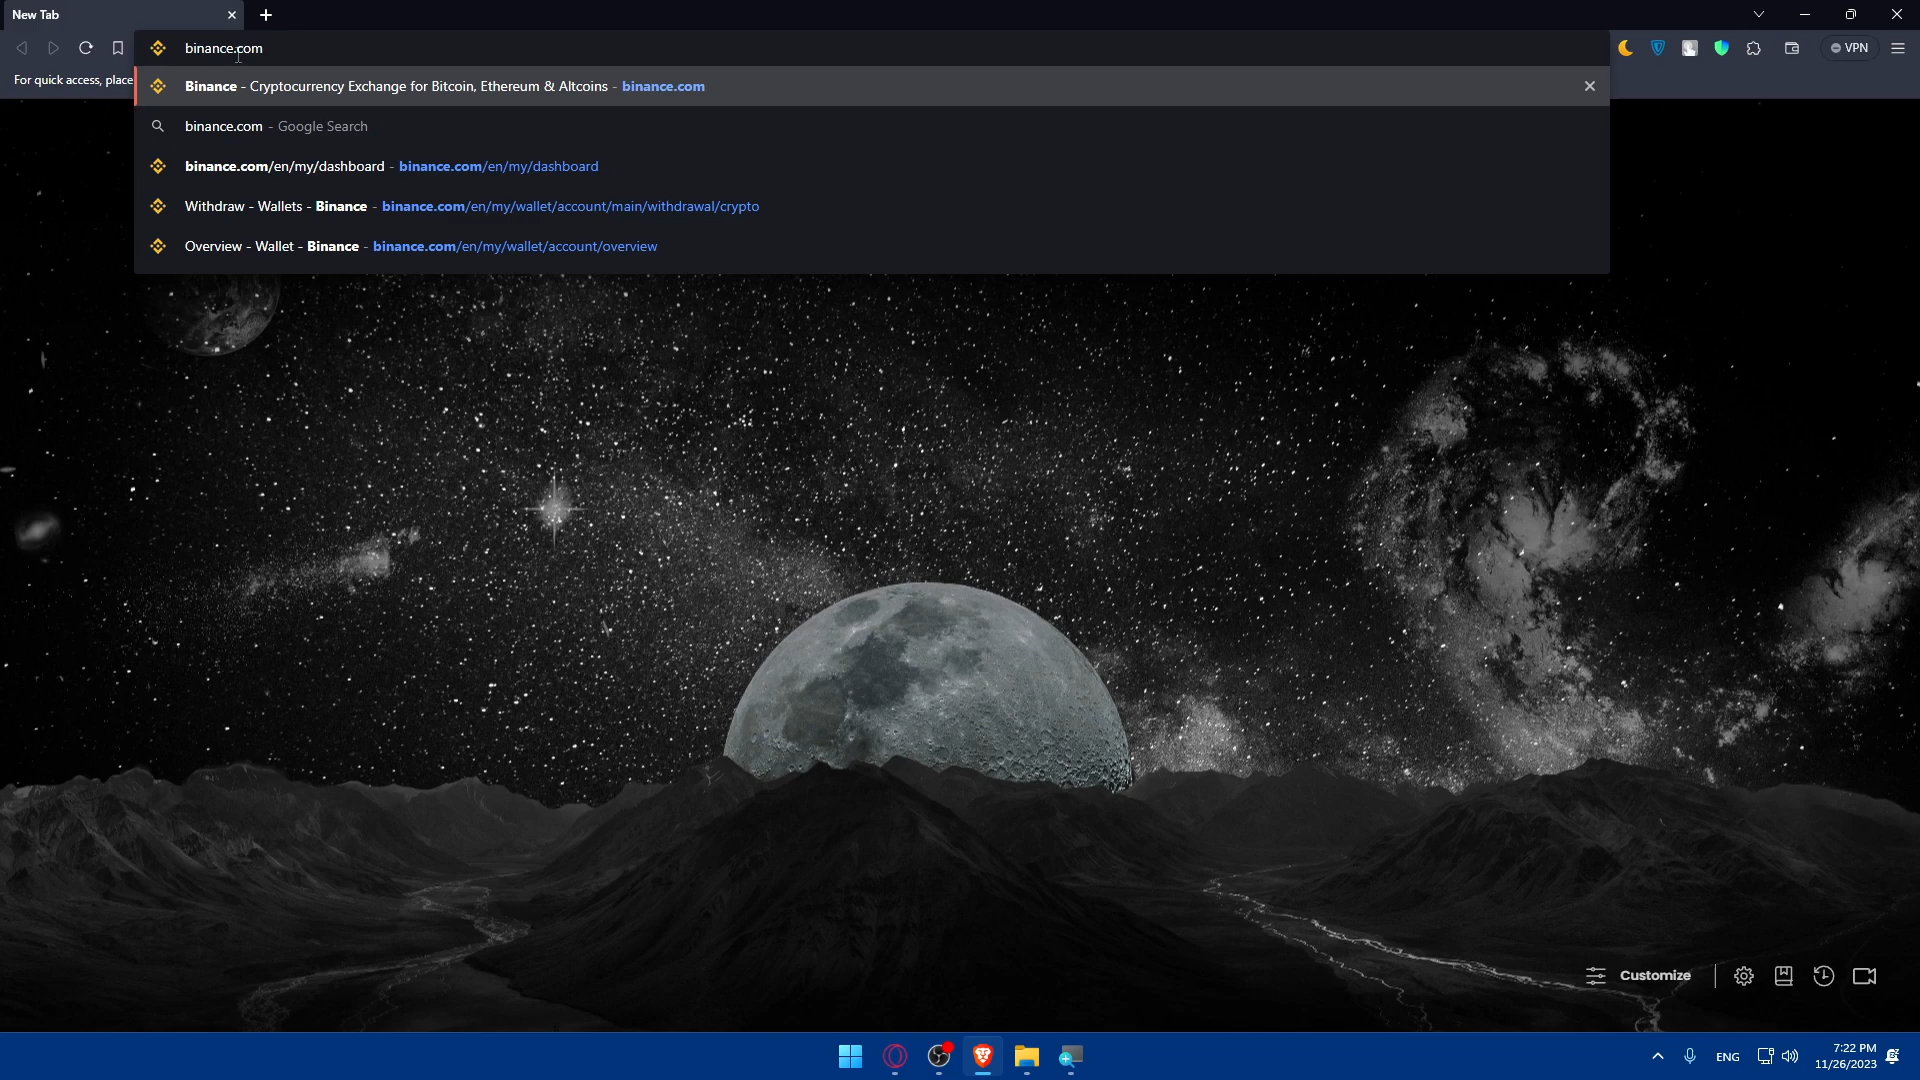 New Tab
binance.com
VPN
For quick access, place
Binance - Cryptocurrency Exchange for Bitcoin, Ethereum & Altcoins - binance.com
binance.com - Google Search
binance.com/en/my/dashboard - binance.com/en/my/dashboard
Withdraw - Wallets - Binance - binance.com/en/my/wallet/account/main/withdrawal/crypto
Overview - Wallet - Binance - binance.com/en/my/wallet/account/overview
Customize
ENG
7:22 PM
11/26/2023